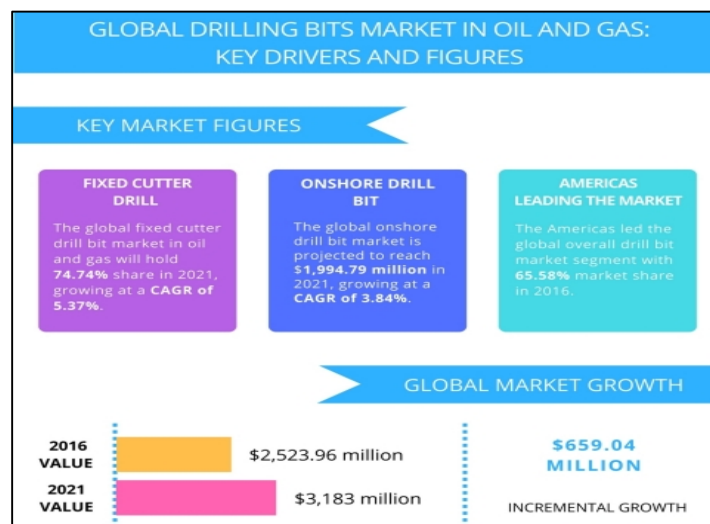 GLOBAL DRILLING BITS MARKET IN OIL AND GAS:
KEY DRIVERS AND FIGURES
KEY MARKET FIGURES
FIXED CUTTER
DRILL
The global fixed cutter
drill bit market in oil
and gas will hold
74.74% share in 2021,
growing at a CAGR of
5.37%.
ONSHORE DRILL
BIT
The global onshore
drill bit market is
projected to reach
$1,994.79 million in
2021, growing at a
CAGR of 3.84%.
AMERICAS
LEADING THE MARKET
The Americas led the
global overall drill bit
market segment with
65.58% market share
in 2016.
GLOBAL MARKET GROWTH
2016
VALUE
$2,523.96 million
2021
VALUE
$3,183 million
$659.04
MILLION
INCREMENTAL GROWTH